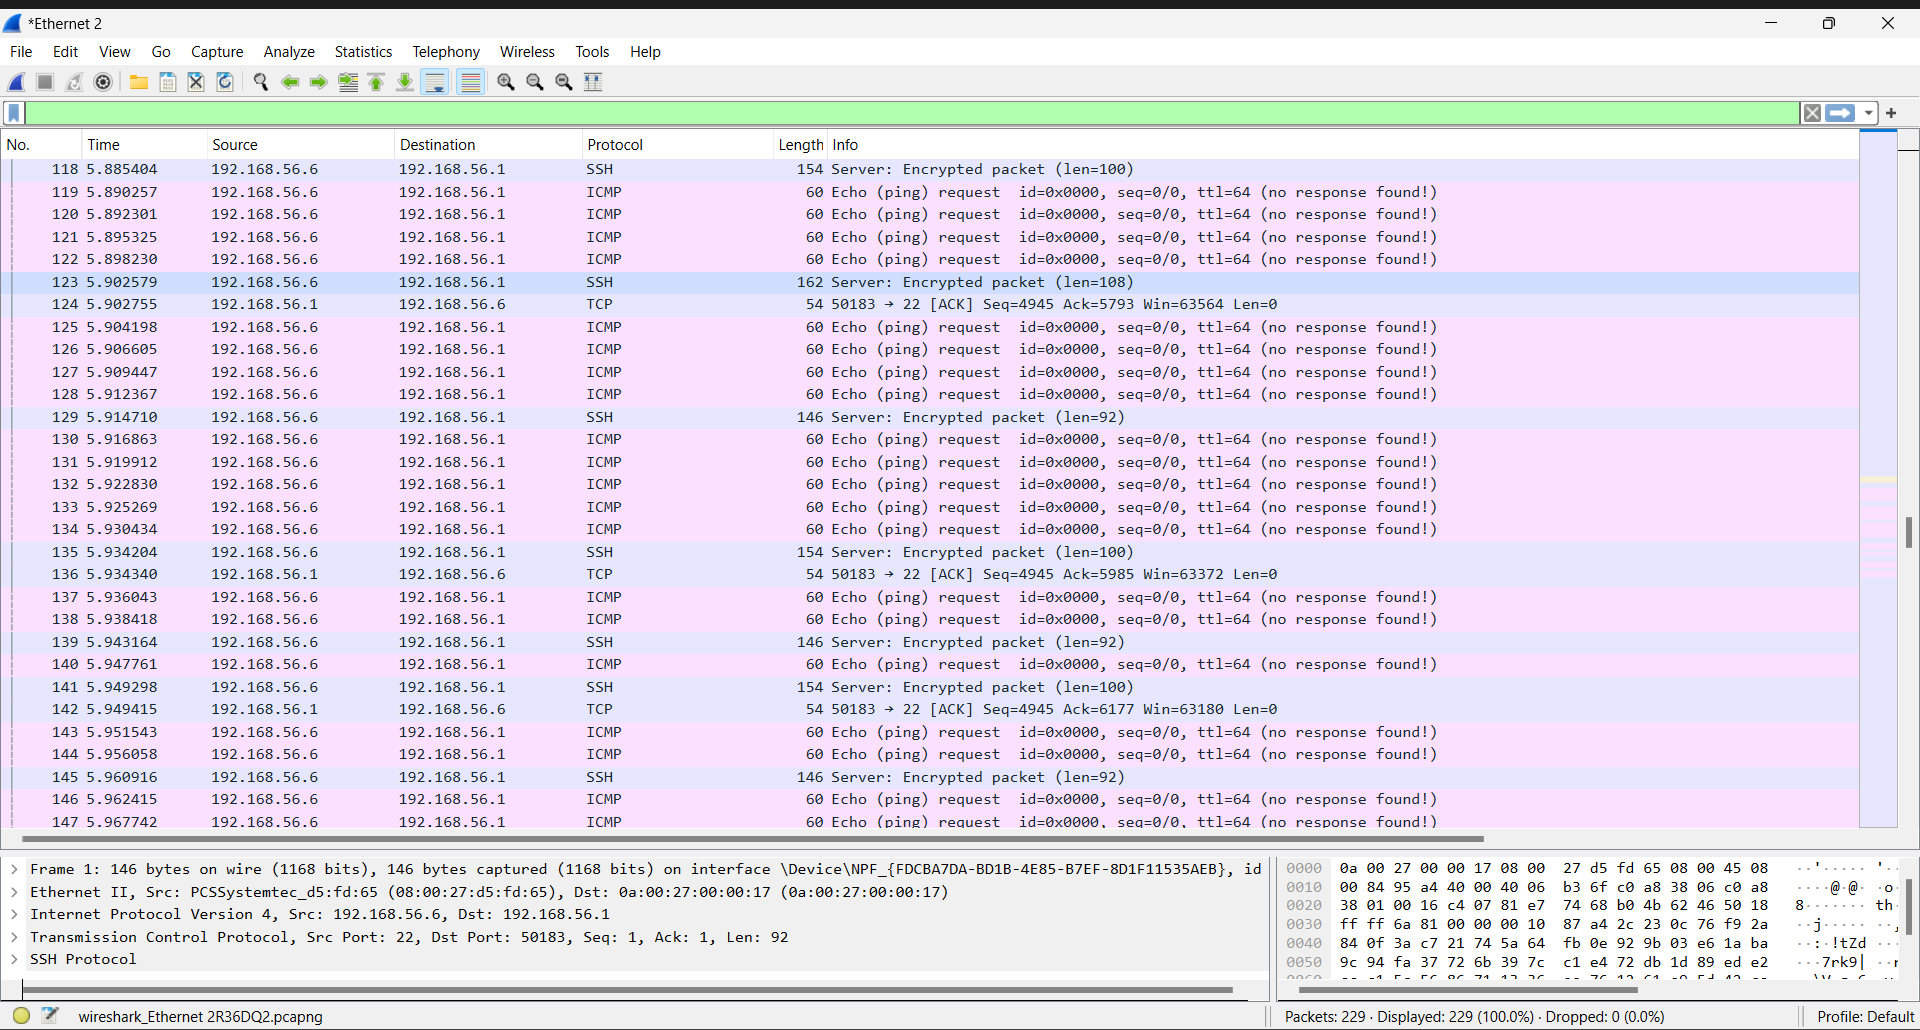 *Ethernet 2
File Edit View Go Capture Analyze Statistics Telephony Wireless Tools Help
No. Time Source Destination Protocol Length Info
118 5.885404 192.168.56.6 192.168.56.1 SSH 154 Server: Encrypted packet (len=100)
119 5.890257 192.168.56.6 192.168.56.1 ICMP 60 Echo (ping) request id=0x0000, seq=0/0, ttl=64 (no response found!)
120 5.892301 192.168.56.6 192.168.56.1 ICMP 60 Echo (ping) request id=0x0000, seq=0/0, ttl=64 (no response found!)
121 5.895325 192.168.56.6 192.168.56.1 ICMP 60 Echo (ping) request id=0x0000, seq=0/0, ttl=64 (no response found!)
122 5.898230 192.168.56.6 192.168.56.1 ICMP 60 Echo (ping) request id=0x0000, seq=0/0, ttl=64 (no response found!)
123 5.902579 192.168.56.6 192.168.56.1 SSH 162 Server: Encrypted packet (len=108)
124 5.902755 192.168.56.1 192.168.56.6 TCP 54 50183 → 22 [ACK] Seq=4945 Ack=5793 Win=63564 Len=0
125 5.904198 192.168.56.6 192.168.56.1 ICMP 60 Echo (ping) request id=0x0000, seq=0/0, ttl=64 (no response found!)
126 5.906605 192.168.56.6 192.168.56.1 ICMP 60 Echo (ping) request id=0x0000, seq=0/0, ttl=64 (no response found!)
127 5.909447 192.168.56.6 192.168.56.1 ICMP 60 Echo (ping) request id=0x0000, seq=0/0, ttl=64 (no response found!)
128 5.912367 192.168.56.6 192.168.56.1 ICMP 60 Echo (ping) request id=0x0000, seq=0/0, ttl=64 (no response found!)
129 5.914710 192.168.56.6 192.168.56.1 SSH 146 Server: Encrypted packet (len=92)
130 5.916863 192.168.56.6 192.168.56.1 ICMP 60 Echo (ping) request id=0x0000, seq=0/0, ttl=64 (no response found!)
131 5.919912 192.168.56.6 192.168.56.1 ICMP 60 Echo (ping) request id=0x0000, seq=0/0, ttl=64 (no response found!)
132 5.922830 192.168.56.6 192.168.56.1 ICMP 60 Echo (ping) request id=0x0000, seq=0/0, ttl=64 (no response found!)
133 5.925269 192.168.56.6 192.168.56.1 ICMP 60 Echo (ping) request id=0x0000, seq=0/0, ttl=64 (no response found!)
134 5.930434 192.168.56.6 192.168.56.1 ICMP 60 Echo (ping) request id=0x0000, seq=0/0, ttl=64 (no response found!)
135 5.934204 192.168.56.6 192.168.56.1 SSH 154 Server: Encrypted packet (len=100)
136 5.934340 192.168.56.1 192.168.56.6 TCP 54 50183 → 22 [ACK] Seq=4945 Ack=5985 Win=63372 Len=0
137 5.936043 192.168.56.6 192.168.56.1 ICMP 60 Echo (ping) request id=0x0000, seq=0/0, ttl=64 (no response found!)
138 5.938418 192.168.56.6 192.168.56.1 ICMP 60 Echo (ping) request id=0x0000, seq=0/0, ttl=64 (no response found!)
139 5.943164 192.168.56.6 192.168.56.1 SSH 146 Server: Encrypted packet (len=92)
140 5.947761 192.168.56.6 192.168.56.1 ICMP 60 Echo (ping) request id=0x0000, seq=0/0, ttl=64 (no response found!)
141 5.949298 192.168.56.6 192.168.56.1 SSH 154 Server: Encrypted packet (len=100)
142 5.949415 192.168.56.1 192.168.56.6 TCP 54 50183 → 22 [ACK] Seq=4945 Ack=6177 Win=63180 Len=0
143 5.951543 192.168.56.6 192.168.56.1 ICMP 60 Echo (ping) request id=0x0000, seq=0/0, ttl=64 (no response found!)
144 5.956058 192.168.56.6 192.168.56.1 ICMP 60 Echo (ping) request id=0x0000, seq=0/0, ttl=64 (no response found!)
145 5.960916 192.168.56.6 192.168.56.1 SSH 146 Server: Encrypted packet (len=92)
146 5.962415 192.168.56.6 192.168.56.1 ICMP 60 Echo (ping) request id=0x0000, seq=0/0, ttl=64 (no response found!)
147 5.967742 192.168.56.6 192.168.56.1 ICMP 60 Echo (ping) request id=0x0000, seq=0/0, ttl=64 (no response found!)
Frame 1: 146 bytes on wire (1168 bits), 146 bytes captured (1168 bits) on interface \Device\NPF_{FDCBA7DA-BD1B-4E85-B7EF-8D1F11535AEB}, id
Ethernet II, Src: PCSSystemtec_d5:fd:65 (08:00:27:d5:fd:65), Dst: 0a:00:27:00:00:17 (0a:00:27:00:00:17)
Internet Protocol Version 4, Src: 192.168.56.6, Dst: 192.168.56.1
Transmission Control Protocol, Src Port: 22, Dst Port: 50183, Seq: 1, Ack: 1, Len: 92
SSH Protocol
0000 0a 00 27 00 00 17 08 00 27 d5 fd 65 08 00 45 08 ··'····· '·
0010 00 84 95 a4 40 00 40 06 b3 6f c0 a8 38 06 c0 a8 ····@·@· ·o
0020 38 01 00 16 c4 07 81 e7 74 68 b0 4b 62 46 50 18 8······· th
0030 ff ff 6a 81 00 00 00 10 87 a4 2c 23 0c 76 f9 2a ··j····· ··,
0040 84 0f 3a c7 21 74 5a 64 fb 0e 92 9b 03 e6 1a ba ··:·!tZd ···
0050 9c 94 fa 37 72 6b 39 7c c1 e4 72 db 1d 89 ed e2 ···7rk9| ··r
wireshark_Ethernet 2R36DQ2.pcapng
Packets: 229 · Displayed: 229 (100.0%) · Dropped: 0 (0.0%)
Profile: Default